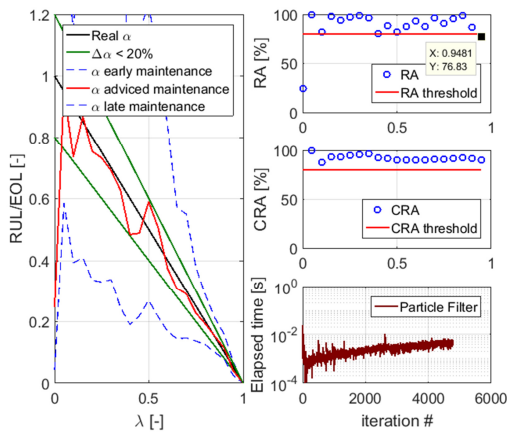 1.2
1
0.8
0.6
0.4
0.2
0
0
0.5
1
RUL/EOL [-]
λ [-]
Real α
Δα < 20%
α early maintenance
α adviced maintenance
α late maintenance
100
50
0
0
0.5
1
RA [%]
X: 0.9481
Y: 76.83
RA
RA threshold
100
50
0
0
0.5
1
CRA [%]
CRA
CRA threshold
10^0
10^-2
10^-4
0
2000
4000
6000
Elapsed time [s]
Particle Filter
iteration #